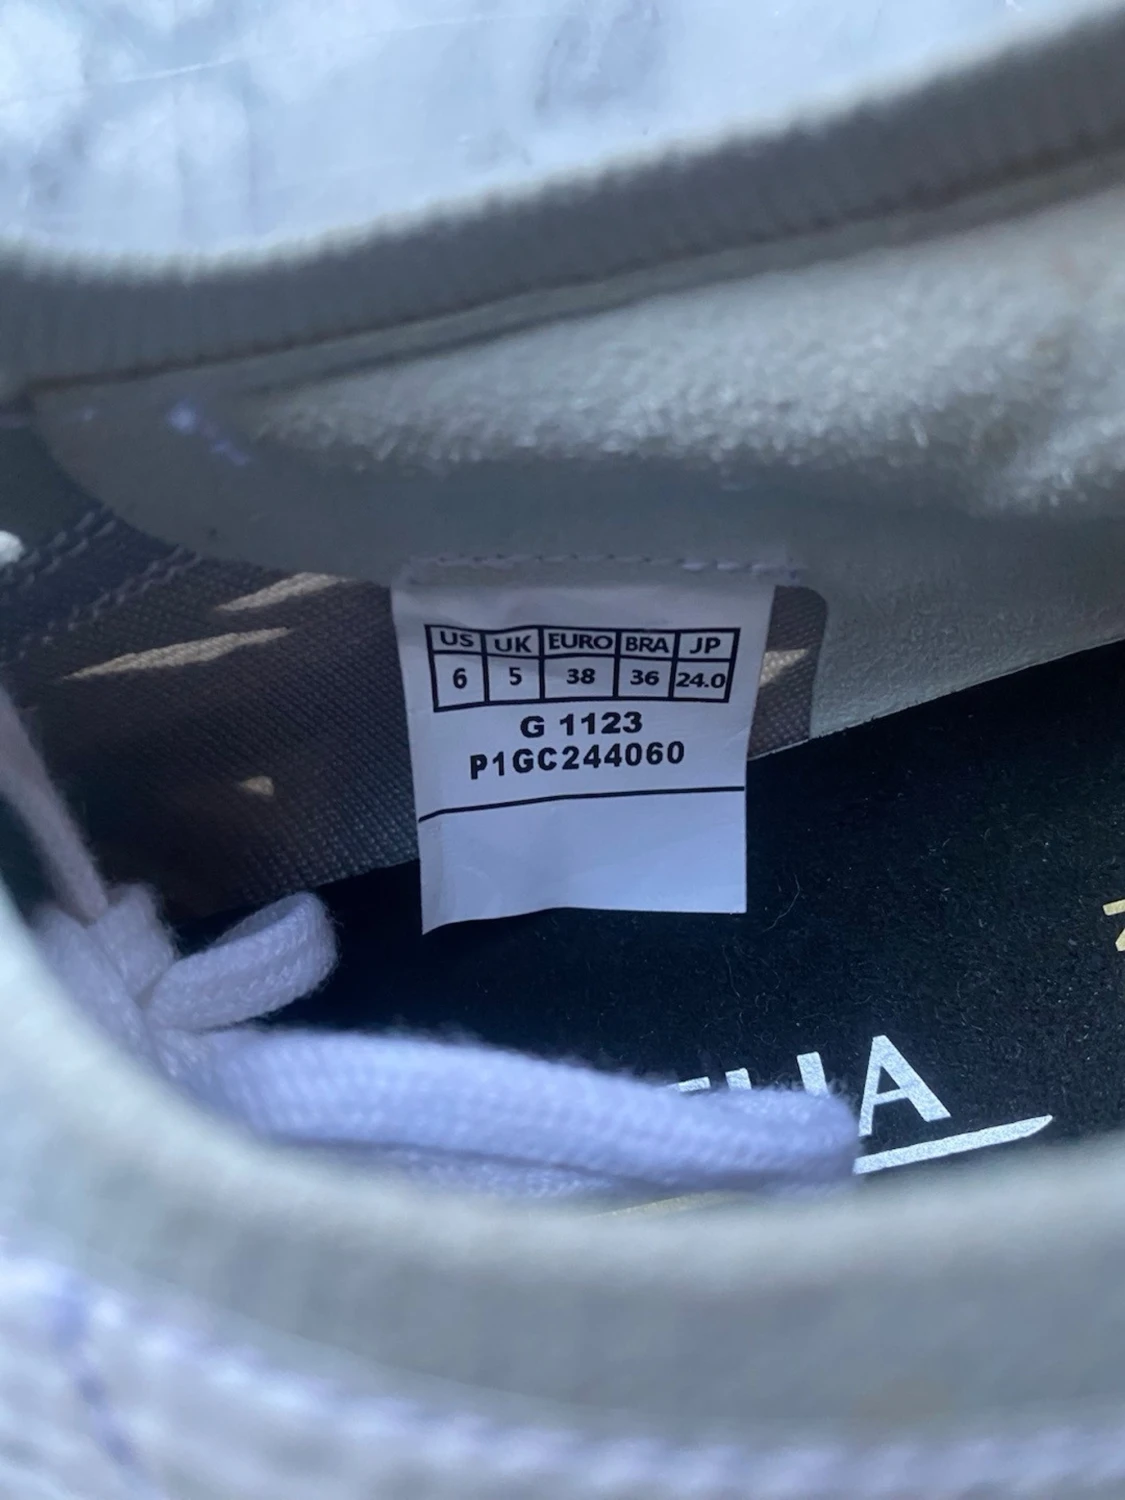 US UK EURO BRA JP
6 5 38 36 24.0
G 1123
P1GC244060